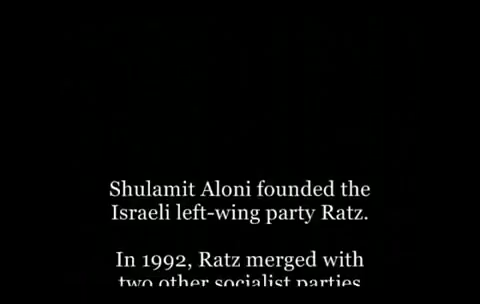 Shulamit Aloni founded the
Israeli left-wing party Ratz.
In 1992, Ratz merged with
two other socialist parties